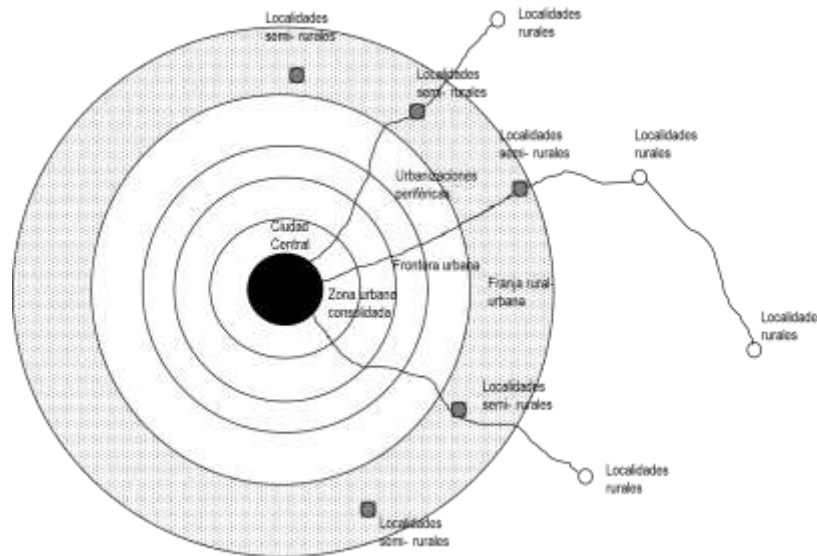 Localidades
semi- rurales
Localidades
rurales
Localidades
semi- rurales
Localidades
semi- rurales
Localidades
rurales
Urbanizaciones
periféricas
Ciudad
Central
Frontera urbana
Zona urbana
consolidada
Franja rural-
urbana
Localidades
rurales
Localidades
semi- rurales
Localidades
rurales
Localidades
semi- rurales